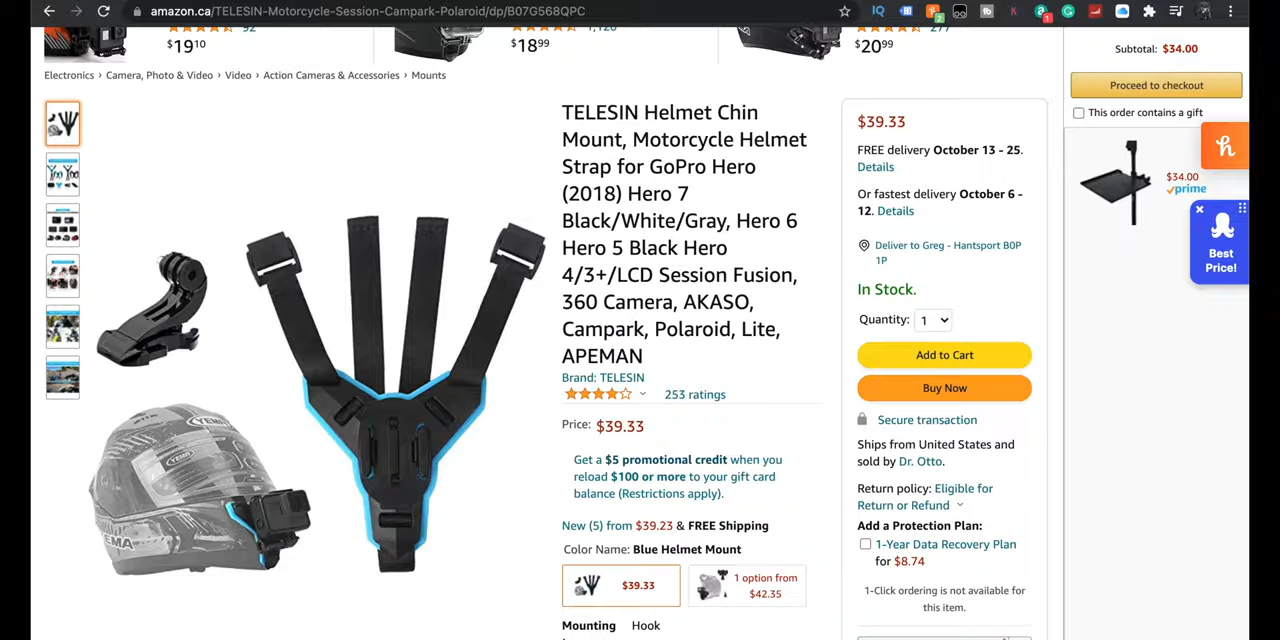 amazon.ca/TELESIN-Motorcycle-Session-Campark-Polaroid/dp/B07G568QPC
92
$1910
1,120
$1899
277
$2099
Subtotal: $34.00
Proceed to checkout
This order contains a gift
$34.00
prime
Best
Price!
Electronics › Camera, Photo & Video › Video › Action Cameras & Accessories › Mounts
YEMA
YEMA
TELESIN Helmet Chin
Mount, Motorcycle Helmet
Strap for GoPro Hero
(2018) Hero 7
Black/White/Gray, Hero 6
Hero 5 Black Hero
4/3+/LCD Session Fusion,
360 Camera, AKASO,
Campark, Polaroid, Lite,
APEMAN
Brand: TELESIN
253 ratings
Price: $39.33
Get a $5 promotional credit when you
reload $100 or more to your gift card
balance (Restrictions apply).
New (5) from $39.23 & FREE Shipping
Color Name: Blue Helmet Mount
$39.33
1 option from
$42.35
Mounting Hook
$39.33
FREE delivery October 13 - 25.
Details
Or fastest delivery October 6 -
12. Details
Deliver to Greg - Hantsport B0P
1P
In Stock.
Quantity: 1
Add to Cart
Buy Now
Secure transaction
Ships from United States and
sold by Dr. Otto.
Return policy: Eligible for
Return or Refund
Add a Protection Plan:
1-Year Data Recovery Plan
for $8.74
1-Click ordering is not available for
this item.